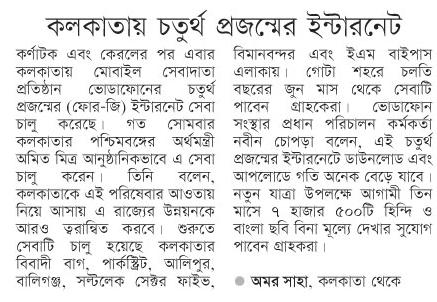 কলকাতায় চতুর্থ প্রজন্মের ইন্টারনেট
কর্ণাটক এবং কেরলের পর এবার
কলকাতায় মোবাইল সেবাদাতা
প্রতিষ্ঠান ভোডাফোনের চতুর্থ
প্রজন্মের (ফোর-জি) ইন্টারনেট সেবা
চালু করেছে। গত সোমবার
কলকাতার পশ্চিমবঙ্গের অর্থমন্ত্রী
অমিত মিত্র আনুষ্ঠানিকভাবে এ সেবা
চালু করেন। তিনি বলেন,
কলকাতাকে এই পরিষেবার আওতায়
নিয়ে আসায় এ রাজ্যের উন্নয়নকে
আরও ত্বরান্বিত করবে। শুরুতে
সেবাটি চালু হয়েছে কলকাতার
বিবাদী বাগ, পার্কস্ট্রিট, আলিপুর,
বালিগঞ্জ, সল্টলেক সেক্টর ফাইভ,
বিমানবন্দর এবং ইএম বাইপাস
এলাকায়। গোটা শহরে চলতি
বছরের জুন মাস থেকে সেবাটি
পাবেন গ্রাহকেরা। ভোডাফোন
সংস্থার প্রধান পরিচালন কর্মকর্তা
নবীন চোপড়া বলেন, এই চতুর্থ
প্রজন্মের ইন্টারনেটে ডাউনলোড এবং
আপলোডে গতি অনেক বেড়ে যাবে।
নতুন যাত্রা উপলক্ষে আগামী তিন
মাসে ৭ হাজার ৫০০টি হিন্দি ও
বাংলা ছবি বিনা মূল্যে দেখার সুযোগ
পাবেন গ্রাহকরা।
● অমর সাহা, কলকাতা থেকে